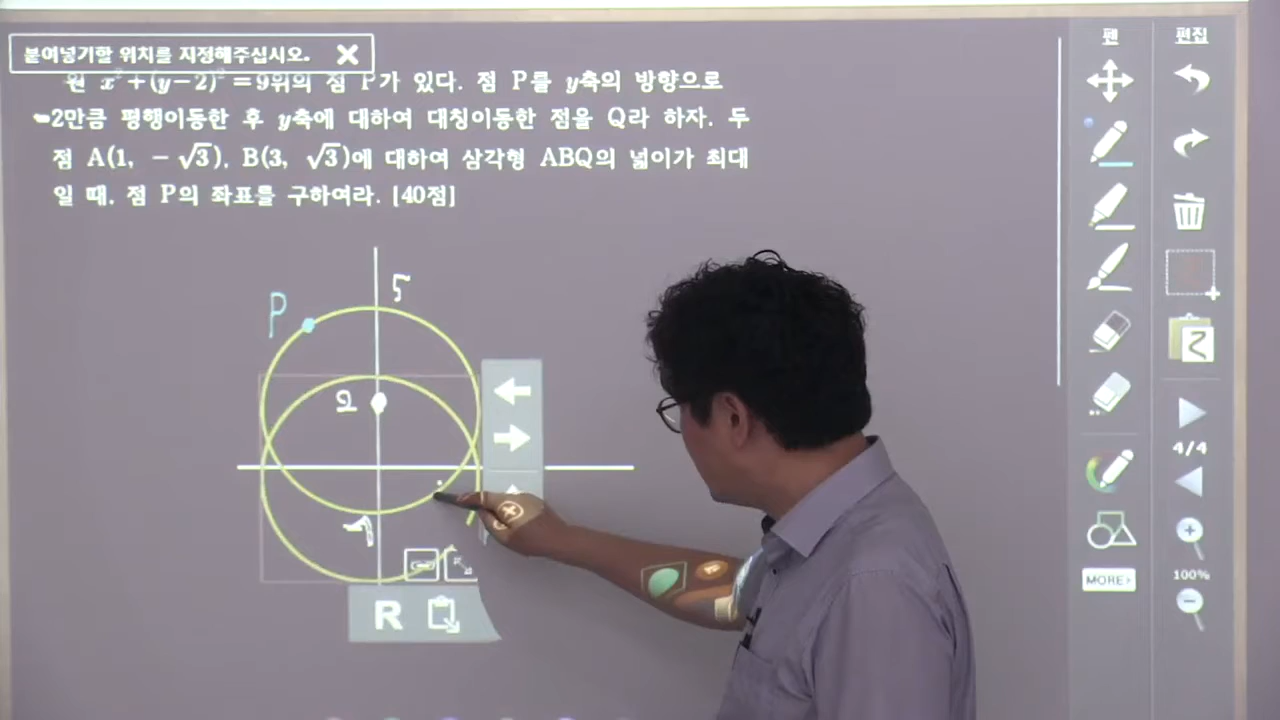 붙여넣기할 위치를 지정해주십시오. ✕
원 x²+(y−2)²=9위의 점 P가 있다. 점 P를 y축의 방향으로
−2만큼 평행이동한 후 y축에 대하여 대칭이동한 점을 Q라 하자. 두
점 A(1, −√3), B(3, √3)에 대하여 삼각형 ABQ의 넓이가 최대
일 때, 점 P의 좌표를 구하여라. [40점]
5
P
2
-1
R
펜
편집
4/4
100%
MORE>